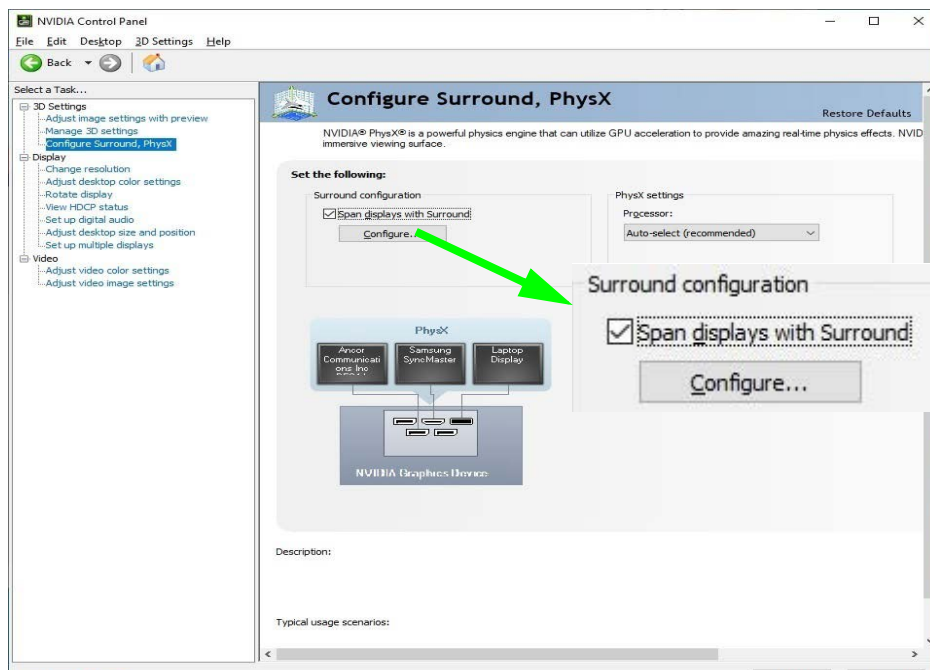 NVIDIA Control Panel
File Edit Desktop 3D Settings Help
Back
Select a Task...
3D Settings
Adjust image settings with preview
Manage 3D settings
Configure Surround, PhysX
Display
Change resolution
Adjust desktop color settings
Rotate display
View HDCP status
Set up digital audio
Adjust desktop size and position
Set up multiple displays
Video
Adjust video color settings
Adjust video image settings
Configure Surround, PhysX
Restore Defaults
NVIDIA® PhysX® is a powerful physics engine that can utilize GPU acceleration to provide amazing real-time physics effects. NVID
immersive viewing surface.
Set the following:
Surround configuration
Span displays with Surround
Configure...
PhysX settings
Processor:
Auto-select (recommended)
Surround configuration
Span displays with Surround
Configure...
PhysX
Ancor
Communicati
ons Inc
Samsung
SyncMaster
Laptop
Display
NVIDIA Graphics Device
Description:
Typical usage scenarios: